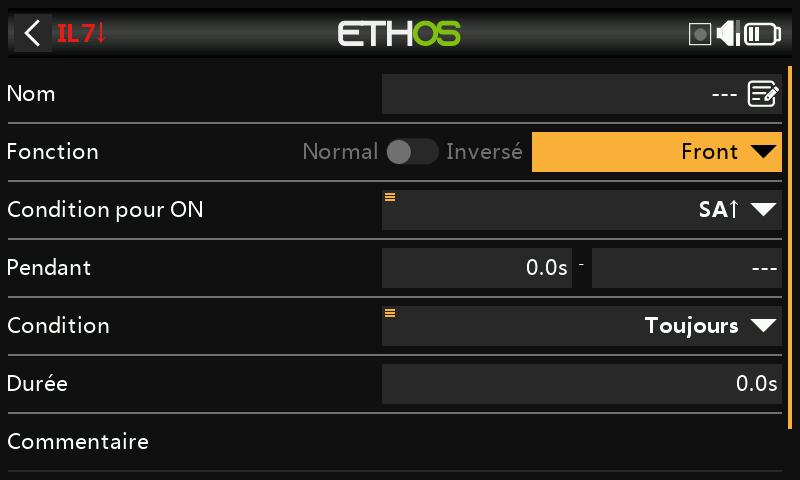 IL7↓ ETHOS
Nom ---
Fonction Normal Inversé Front
Condition pour ON SA↑
Pendant 0.0s - ---
Condition Toujours
Durée 0.0s
Commentaire